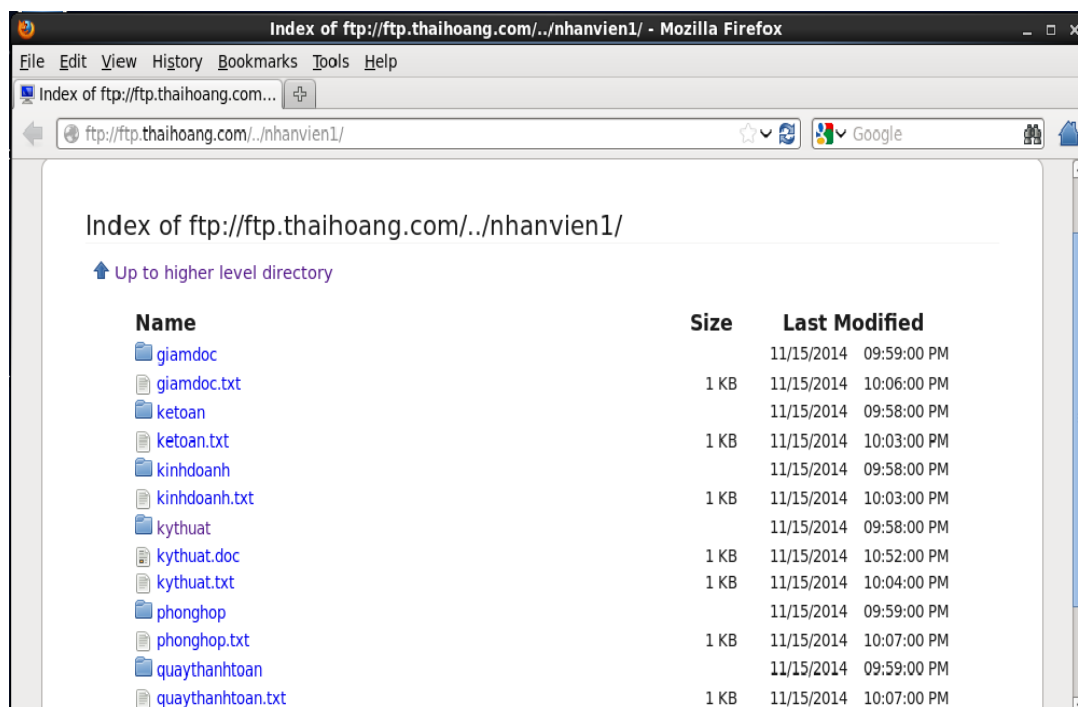 Index of ftp://ftp.thaihoang.com/../nhanvien1/ - Mozilla Firefox
File Edit View History Bookmarks Tools Help
Index of ftp://ftp.thaihoang.com...
ftp://ftp.thaihoang.com/../nhanvien1/ Google
Index of ftp://ftp.thaihoang.com/../nhanvien1/
Up to higher level directory
Name Size Last Modified
giamdoc 11/15/2014 09:59:00 PM
giamdoc.txt 1 KB 11/15/2014 10:06:00 PM
ketoan 11/15/2014 09:58:00 PM
ketoan.txt 1 KB 11/15/2014 10:03:00 PM
kinhdoanh 11/15/2014 09:58:00 PM
kinhdoanh.txt 1 KB 11/15/2014 10:03:00 PM
kythuat 11/15/2014 09:58:00 PM
kythuat.doc 1 KB 11/15/2014 10:52:00 PM
kythuat.txt 1 KB 11/15/2014 10:04:00 PM
phonghop 11/15/2014 09:59:00 PM
phonghop.txt 1 KB 11/15/2014 10:07:00 PM
quaythanhtoan 11/15/2014 09:59:00 PM
quaythanhtoan.txt 1 KB 11/15/2014 10:07:00 PM